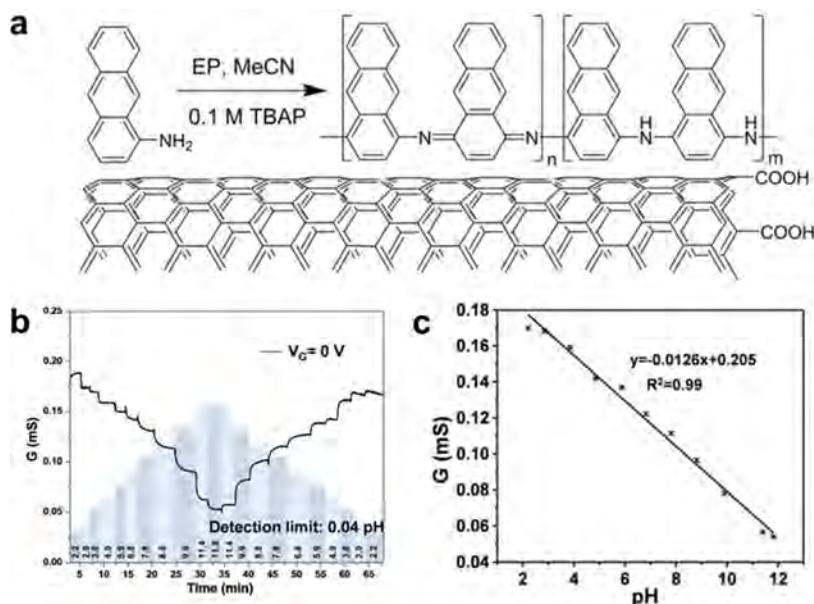 a
EP, MeCN
0.1 M TBAP
NH2
N
N
n
H
N
H
N
m
COOH
COOH
b
VG= 0 V
Detection limit: 0.04 pH
G (mS)
0.25
0.20
0.15
0.10
0.05
0.00
5 10 15 20 25 30 35 40 45 50 55 60 65
Time (min)
c
y=-0.0126x+0.205
R2=0.99
G (mS)
0.18
0.16
0.14
0.12
0.10
0.08
0.06
0.04
2 4 6 8 10 12
pH